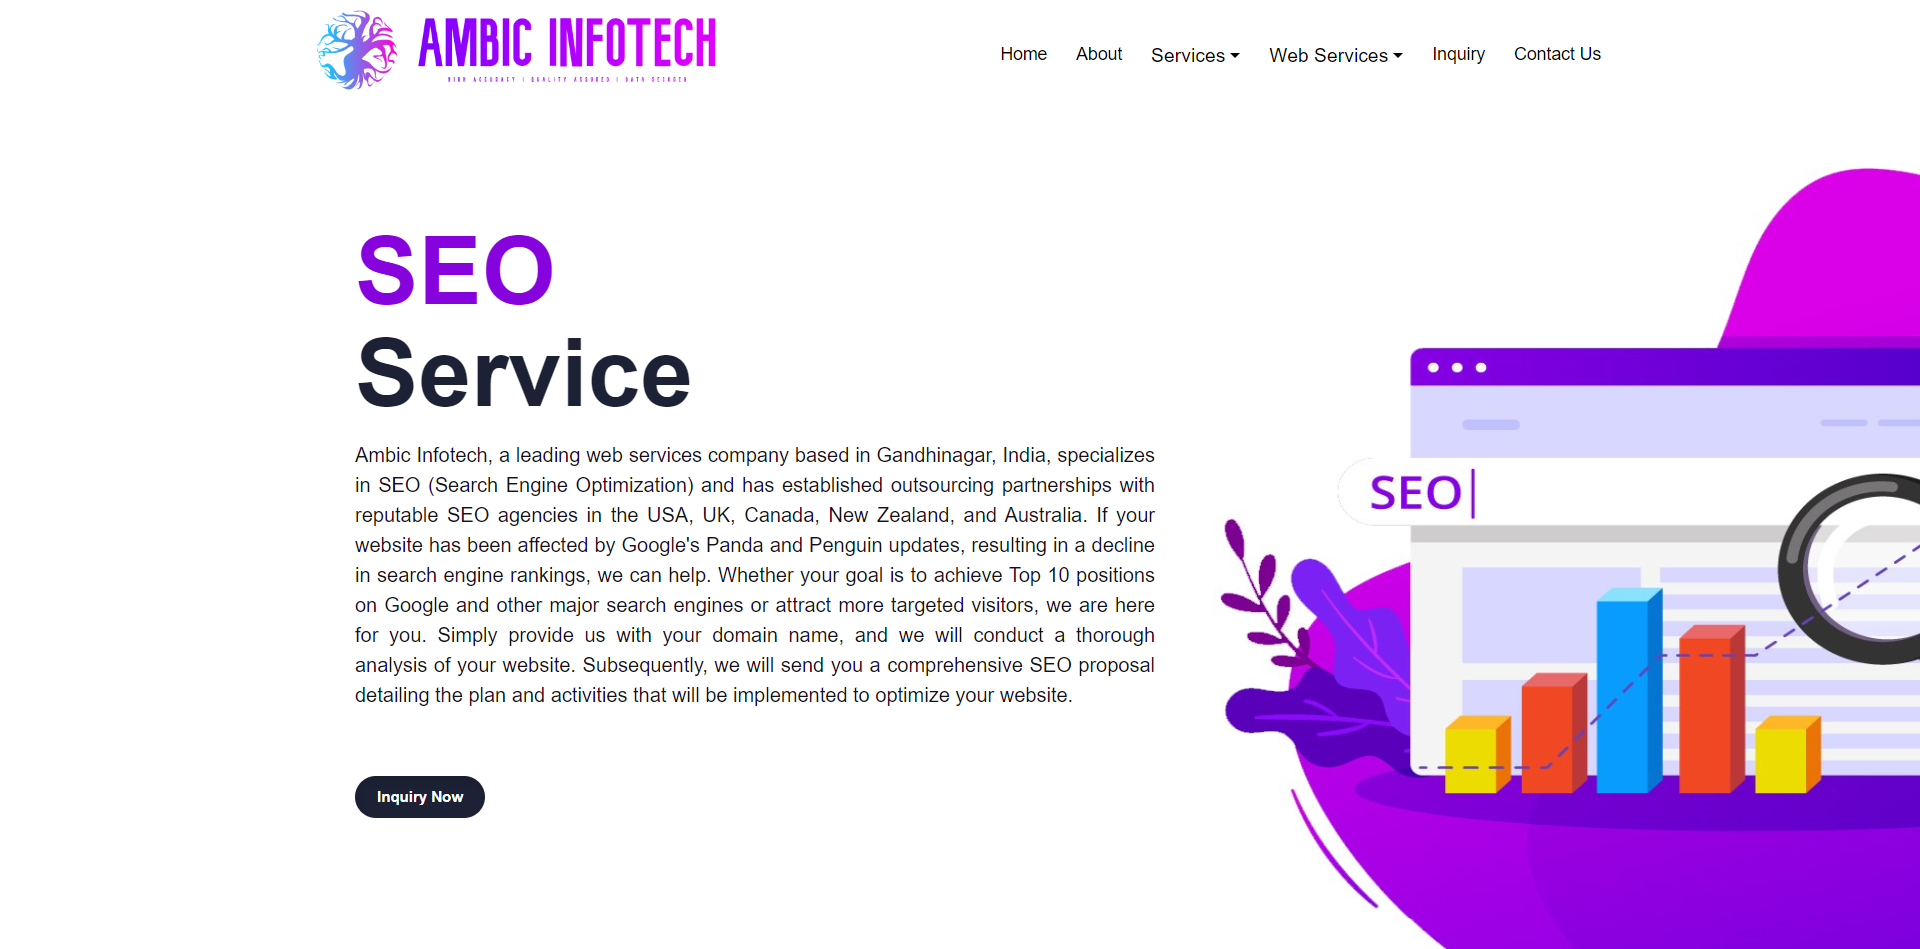 AMBIC INFOTECH
HIGH ACCURACY | QUALITY ASSURED | DATA SECURED
Home About Services Web Services Inquiry Contact Us
SEO
Service
Ambic Infotech, a leading web services company based in Gandhinagar, India, specializes
in SEO (Search Engine Optimization) and has established outsourcing partnerships with
reputable SEO agencies in the USA, UK, Canada, New Zealand, and Australia. If your
website has been affected by Google's Panda and Penguin updates, resulting in a decline
in search engine rankings, we can help. Whether your goal is to achieve Top 10 positions
on Google and other major search engines or attract more targeted visitors, we are here
for you. Simply provide us with your domain name, and we will conduct a thorough
analysis of your website. Subsequently, we will send you a comprehensive SEO proposal
detailing the plan and activities that will be implemented to optimize your website.
Inquiry Now
SEO